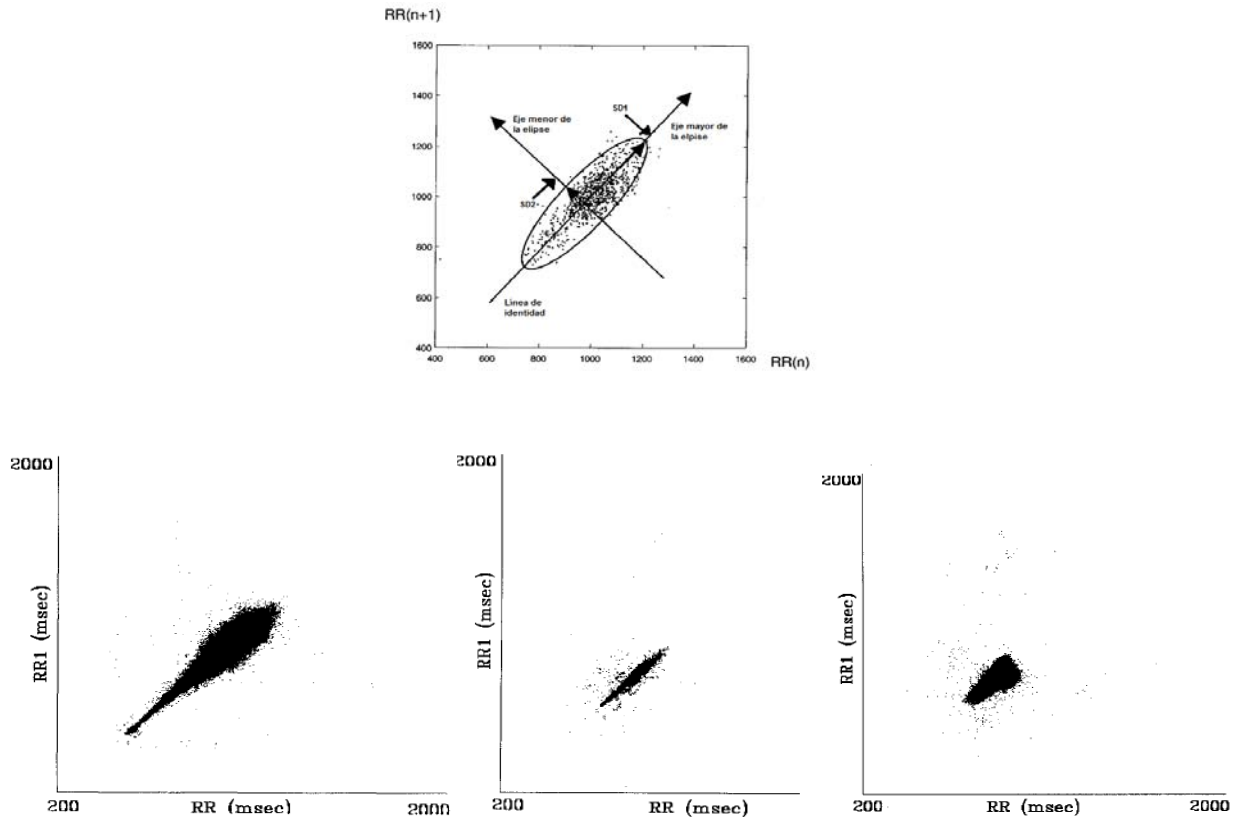 RR(n+1)
1600
1400
1200
1000
800
600
400
400 600 800 1000 1200 1400 1600
RR(n)
Eje menor de
la elipse
SD1
Eje mayor de
la elpise
SD2
Linea de
identidad
2000
RR1 (msec)
200 RR (msec) 2000
2000
RR1 (msec)
200 RR (msec)
2000
RR1 (msec)
200 RR (msec) 2000